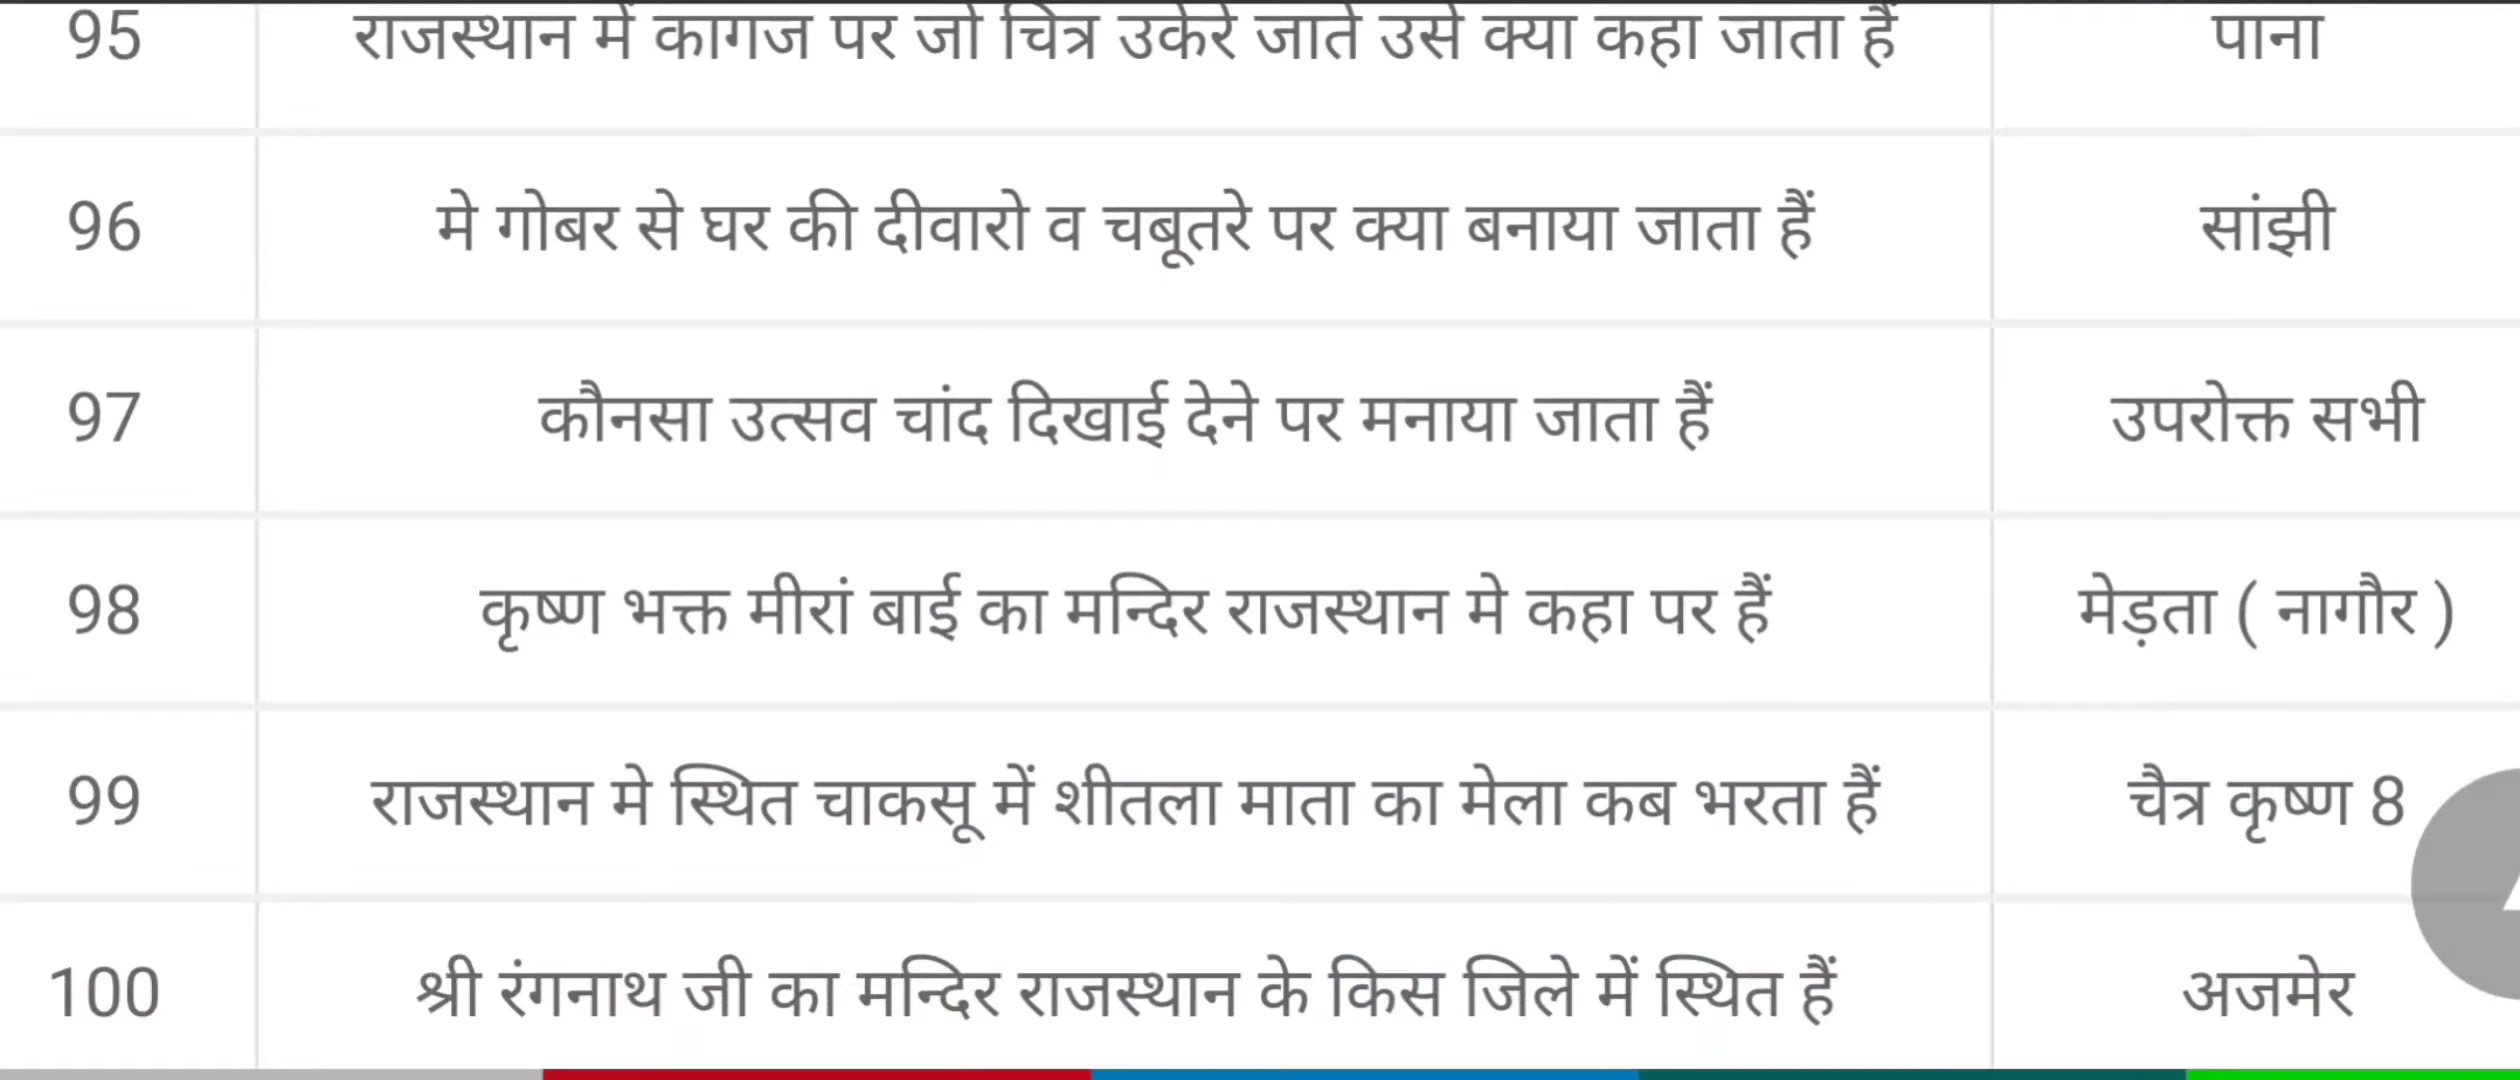 95 राजस्थान में कागज पर जो चित्र उकेरे जाते उसे क्या कहा जाता हैं पाना
96 मे गोबर से घर की दीवारो व चबूतरे पर क्या बनाया जाता हैं सांझी
97 कौनसा उत्सव चांद दिखाई देने पर मनाया जाता हैं उपरोक्त सभी
98 कृष्ण भक्त मीरां बाई का मन्दिर राजस्थान मे कहा पर हैं मेड़ता ( नागौर )
99 राजस्थान मे स्थित चाकसू में शीतला माता का मेला कब भरता हैं चैत्र कृष्ण 8
100 श्री रंगनाथ जी का मन्दिर राजस्थान के किस जिले में स्थित हैं अजमेर